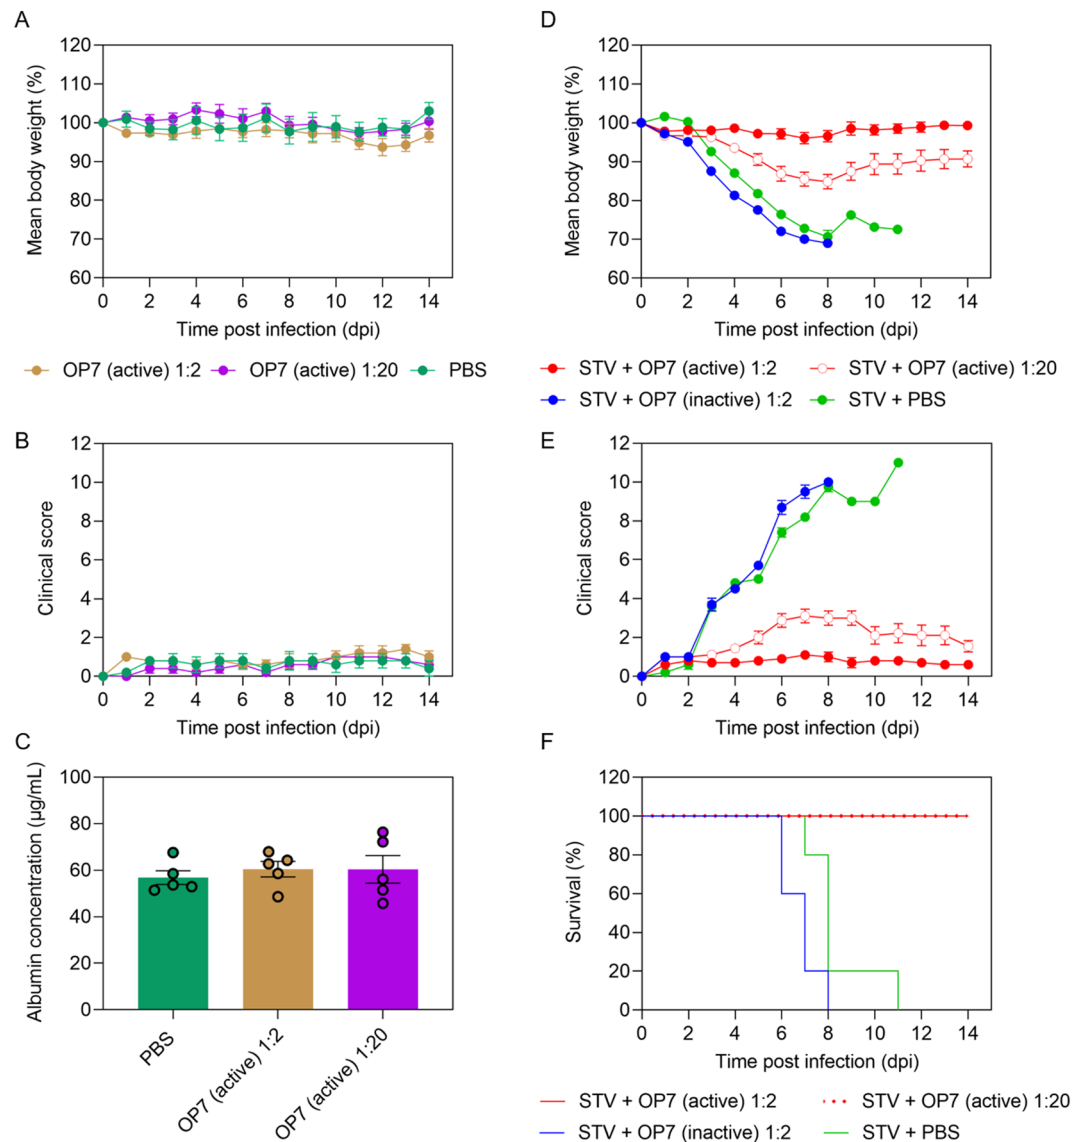 A
Mean body weight (%)
120
110
100
90
80
70
60
0 2 4 6 8 10 12 14
Time post infection (dpi)
OP7 (active) 1:2 OP7 (active) 1:20 PBS
D
Mean body weight (%)
120
110
100
90
80
70
60
0 2 4 6 8 10 12 14
Time post infection (dpi)
STV + OP7 (active) 1:2 STV + OP7 (active) 1:20
STV + OP7 (inactive) 1:2 STV + PBS
B
Clinical score
12
10
8
6
4
2
0
0 2 4 6 8 10 12 14
Time post infection (dpi)
E
Clinical score
12
10
8
6
4
2
0
0 2 4 6 8 10 12 14
Time post infection (dpi)
C
Albumin concentration (µg/mL)
100
80
60
40
20
0
PBS
OP7 (active) 1:2
OP7 (active) 1:20
F
Survival (%)
120
100
80
60
40
20
0
0 2 4 6 8 10 12 14
Time post infection (dpi)
STV + OP7 (active) 1:2 STV + OP7 (active) 1:20
STV + OP7 (inactive) 1:2 STV + PBS